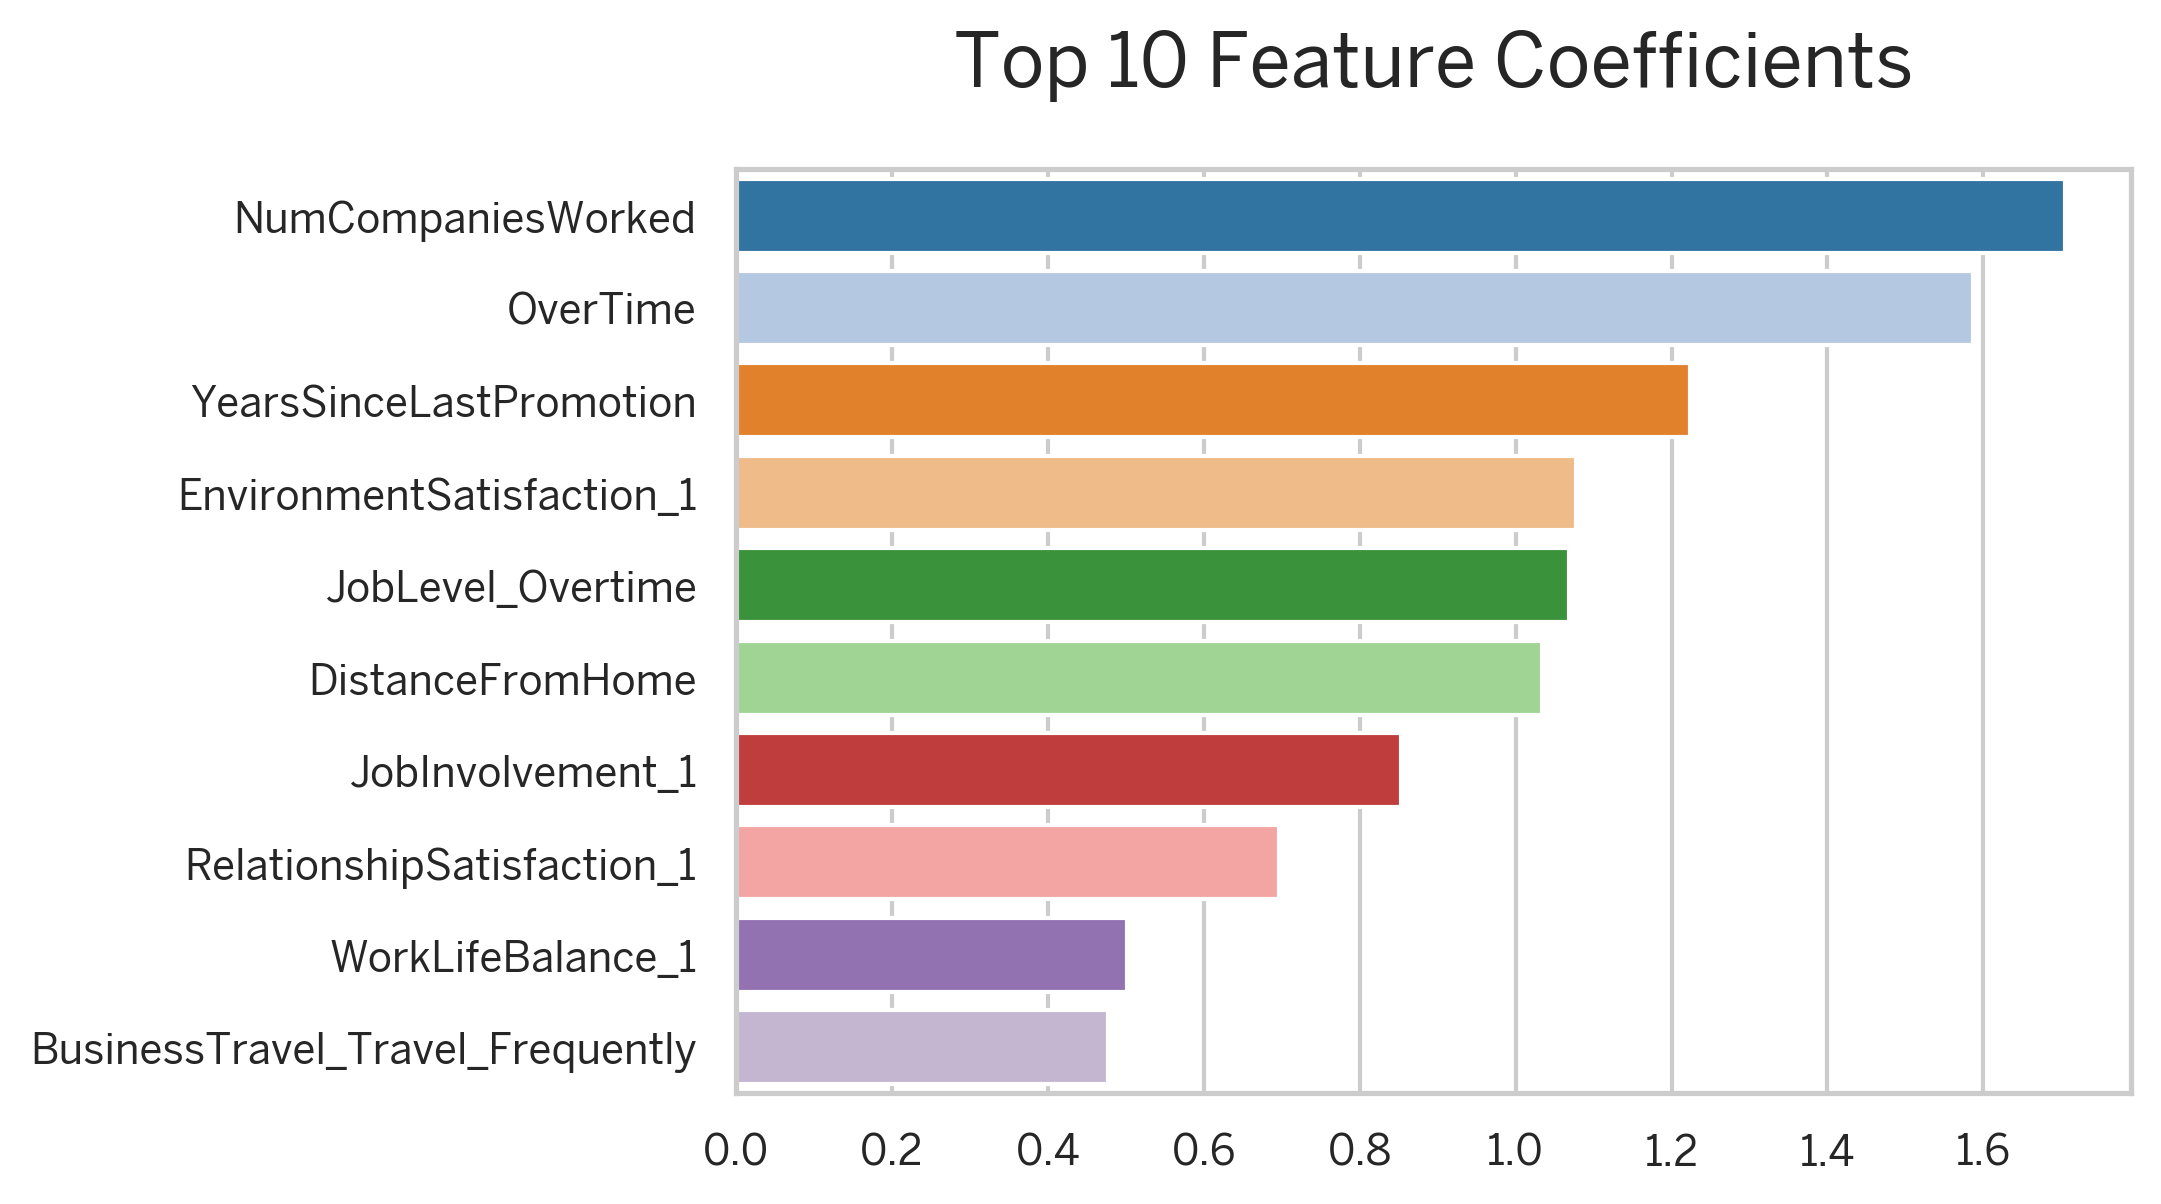 Top 10 Feature Coefficients
NumCompaniesWorked
OverTime
YearsSinceLastPromotion
EnvironmentSatisfaction_1
JobLevel_Overtime
DistanceFromHome
JobInvolvement_1
RelationshipSatisfaction_1
WorkLifeBalance_1
BusinessTravel_Travel_Frequently
0.0 0.2 0.4 0.6 0.8 1.0 1.2 1.4 1.6